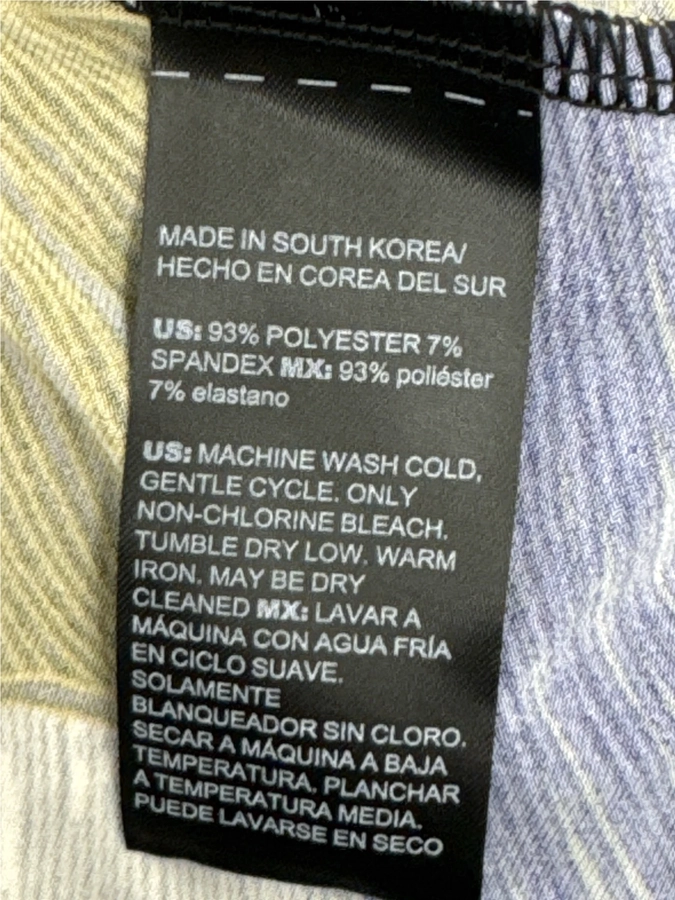 MADE IN SOUTH KOREA/
HECHO EN COREA DEL SUR
US: 93% POLYESTER 7%
SPANDEX MX: 93% poliéster
7% elastano
US: MACHINE WASH COLD,
GENTLE CYCLE. ONLY
NON-CHLORINE BLEACH.
TUMBLE DRY LOW. WARM
IRON. MAY BE DRY
CLEANED MX: LAVAR A
MÁQUINA CON AGUA FRÍA
EN CICLO SUAVE.
SOLAMENTE
BLANQUEADOR SIN CLORO.
SECAR A MÁQUINA A BAJA
TEMPERATURA. PLANCHAR
A TEMPERATURA MEDIA.
PUEDE LAVARSE EN SECO